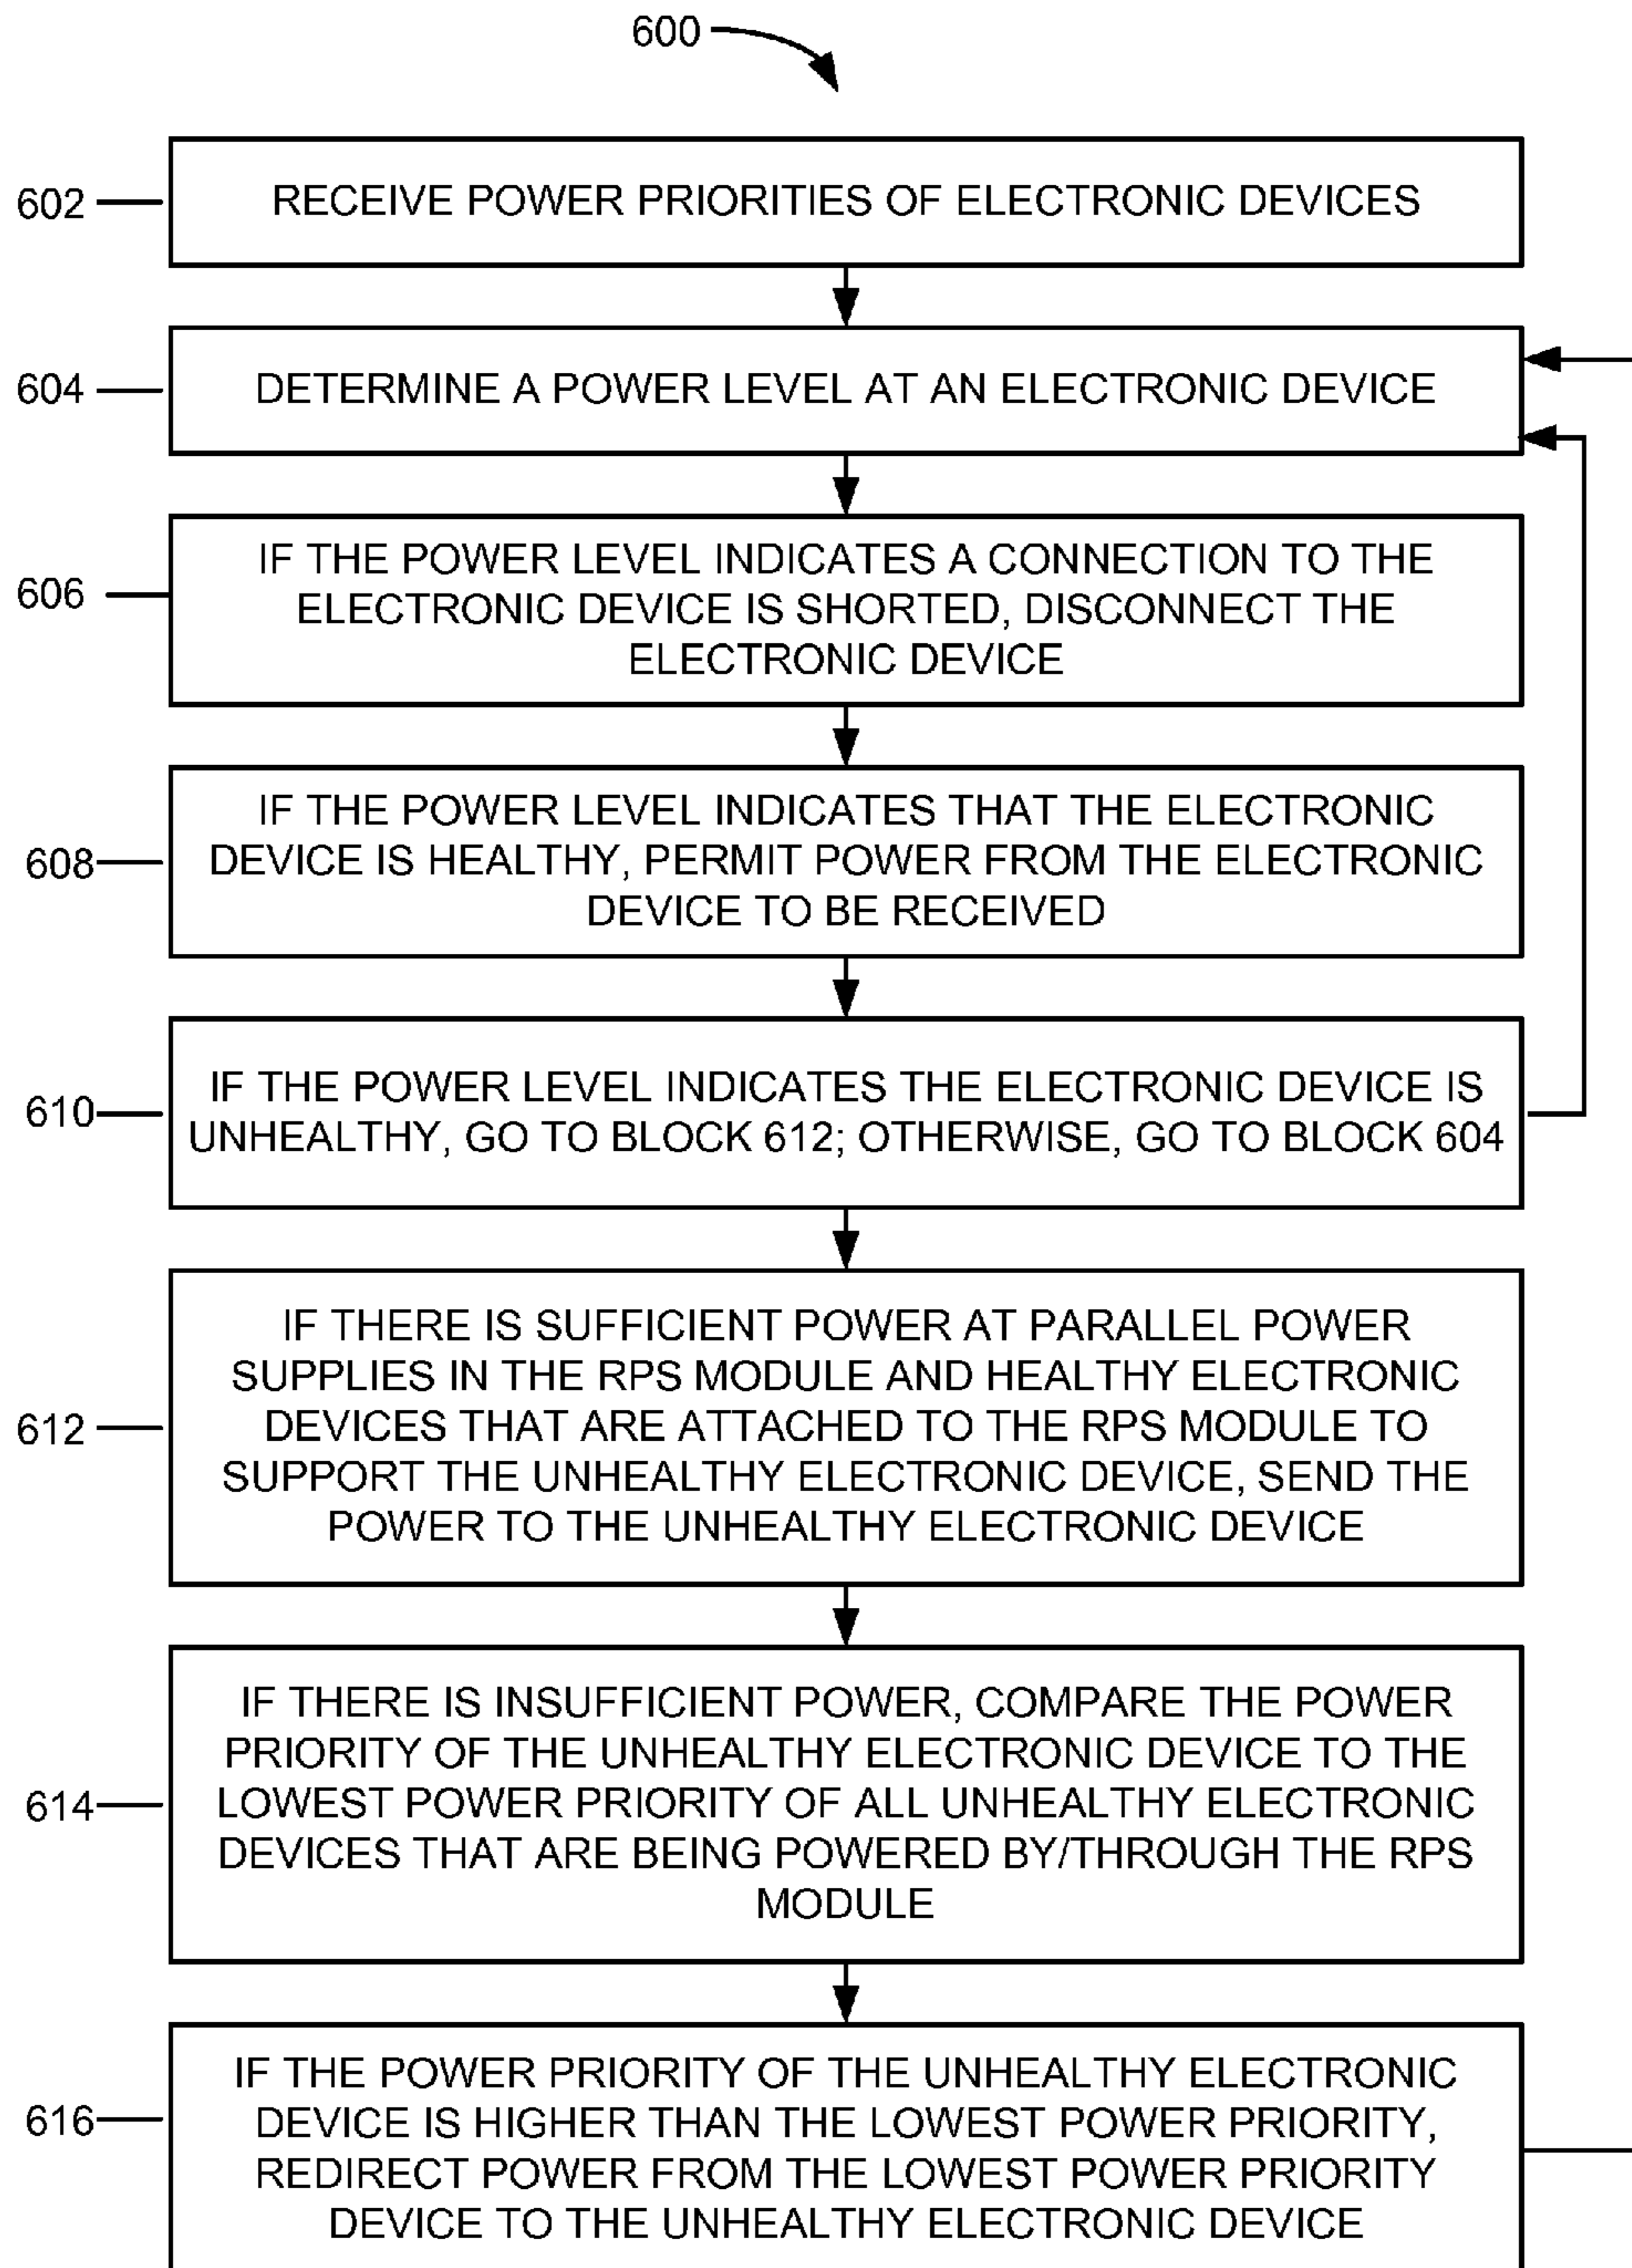 600
602
RECEIVE POWER PRIORITIES OF ELECTRONIC DEVICES
604
DETERMINE A POWER LEVEL AT AN ELECTRONIC DEVICE
606
IF THE POWER LEVEL INDICATES A CONNECTION TO THE
ELECTRONIC DEVICE IS SHORTED, DISCONNECT THE
ELECTRONIC DEVICE
608
IF THE POWER LEVEL INDICATES THAT THE ELECTRONIC
DEVICE IS HEALTHY, PERMIT POWER FROM THE ELECTRONIC
DEVICE TO BE RECEIVED
610
IF THE POWER LEVEL INDICATES THE ELECTRONIC DEVICE IS
UNHEALTHY, GO TO BLOCK 612; OTHERWISE, GO TO BLOCK 604
612
IF THERE IS SUFFICIENT POWER AT PARALLEL POWER
SUPPLIES IN THE RPS MODULE AND HEALTHY ELECTRONIC
DEVICES THAT ARE ATTACHED TO THE RPS MODULE TO
SUPPORT THE UNHEALTHY ELECTRONIC DEVICE, SEND THE
POWER TO THE UNHEALTHY ELECTRONIC DEVICE
614
IF THERE IS INSUFFICIENT POWER, COMPARE THE POWER
PRIORITY OF THE UNHEALTHY ELECTRONIC DEVICE TO THE
LOWEST POWER PRIORITY OF ALL UNHEALTHY ELECTRONIC
DEVICES THAT ARE BEING POWERED BY/THROUGH THE RPS
MODULE
616
IF THE POWER PRIORITY OF THE UNHEALTHY ELECTRONIC
DEVICE IS HIGHER THAN THE LOWEST POWER PRIORITY,
REDIRECT POWER FROM THE LOWEST POWER PRIORITY
DEVICE TO THE UNHEALTHY ELECTRONIC DEVICE